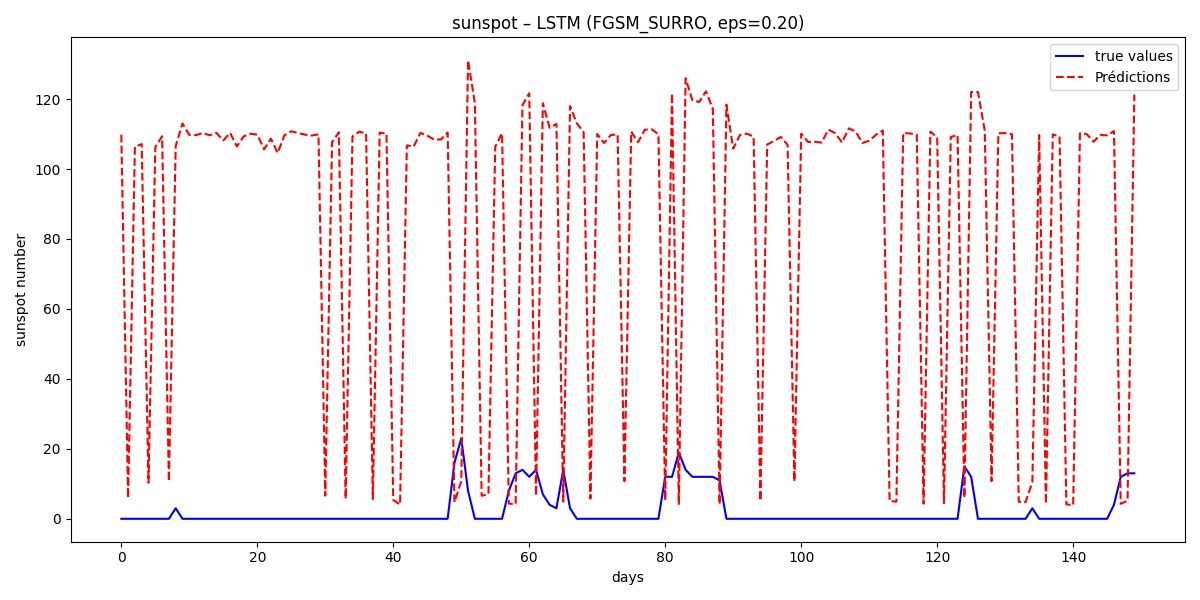 sunspot – LSTM (FGSM_SURRO, eps=0.20)
true values
Prédictions
sunspot number
120
100
80
60
40
20
0
0 20 40 60 80 100 120 140
days